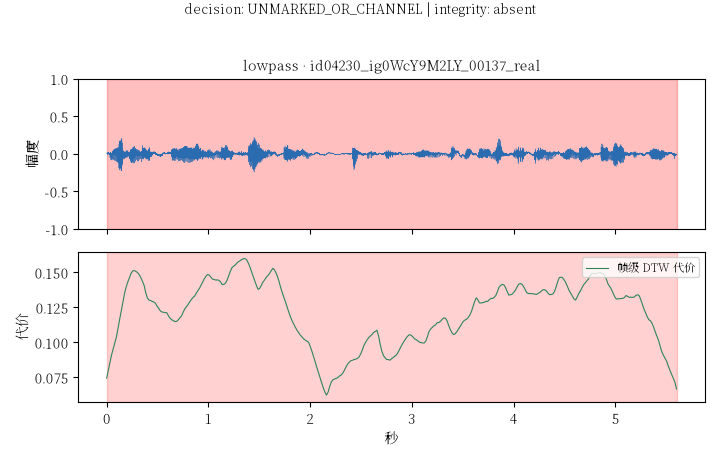 decision: UNMARKED_OR_CHANNEL | integrity: absent
lowpass · id04230_ig0WcY9M2LY_00137_real
1.0
0.5
0.0
-0.5
-1.0
幅度
0.150
0.125
0.100
0.075
代价
帧级 DTW 代价
0 1 2 3 4 5
秒